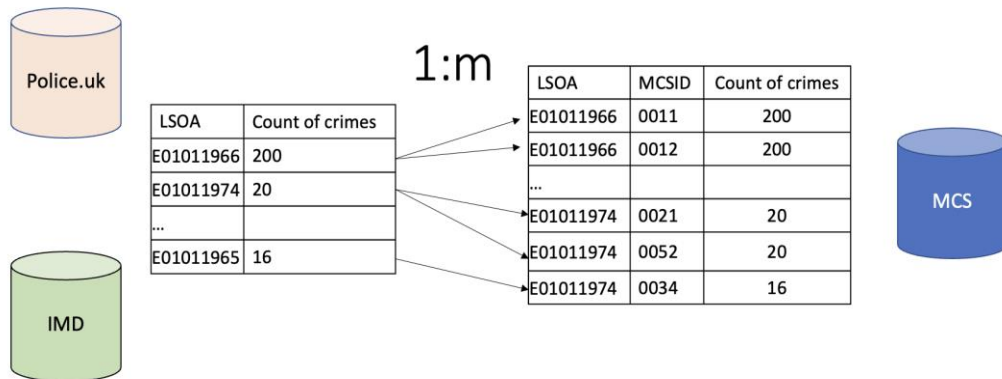 Police.uk
IMD
LSOA Count of crimes
E01011966 200
E01011974 20
...
E01011965 16
1:m
LSOA MCSID Count of crimes
E01011966 0011 200
E01011966 0012 200
...
E01011974 0021 20
E01011974 0052 20
E01011974 0034 16
MCS